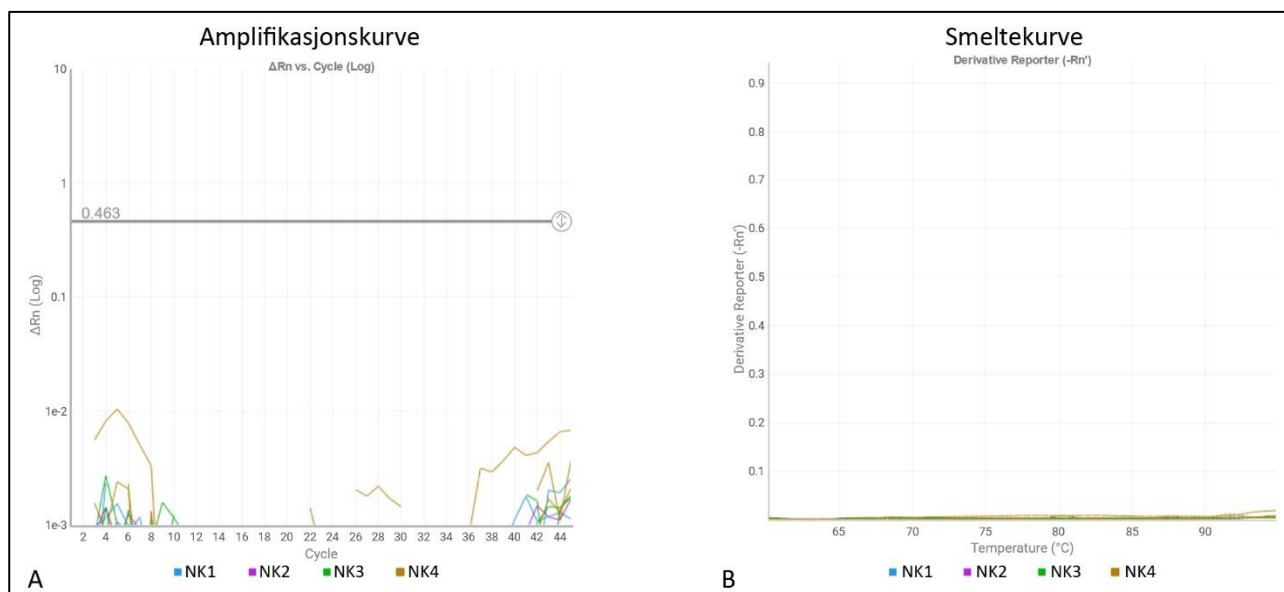 Amplifikasjonskurve
ΔRn vs. Cycle (Log)
10
1
0.463
0.1
1e-2
1e-3
ΔRn (Log)
2 4 6 8 10 12 14 16 18 20 22 24 26 28 30 32 34 36 38 40 42 44
Cycle
A
NK1 NK2 NK3 NK4
Smeltekurve
Derivative Reporter (-Rn')
0.9
0.8
0.7
0.6
0.5
0.4
0.3
0.2
0.1
Derivative Reporter (-Rn')
65 70 75 80 85 90
Temperature (°C)
B
NK1 NK2 NK3 NK4